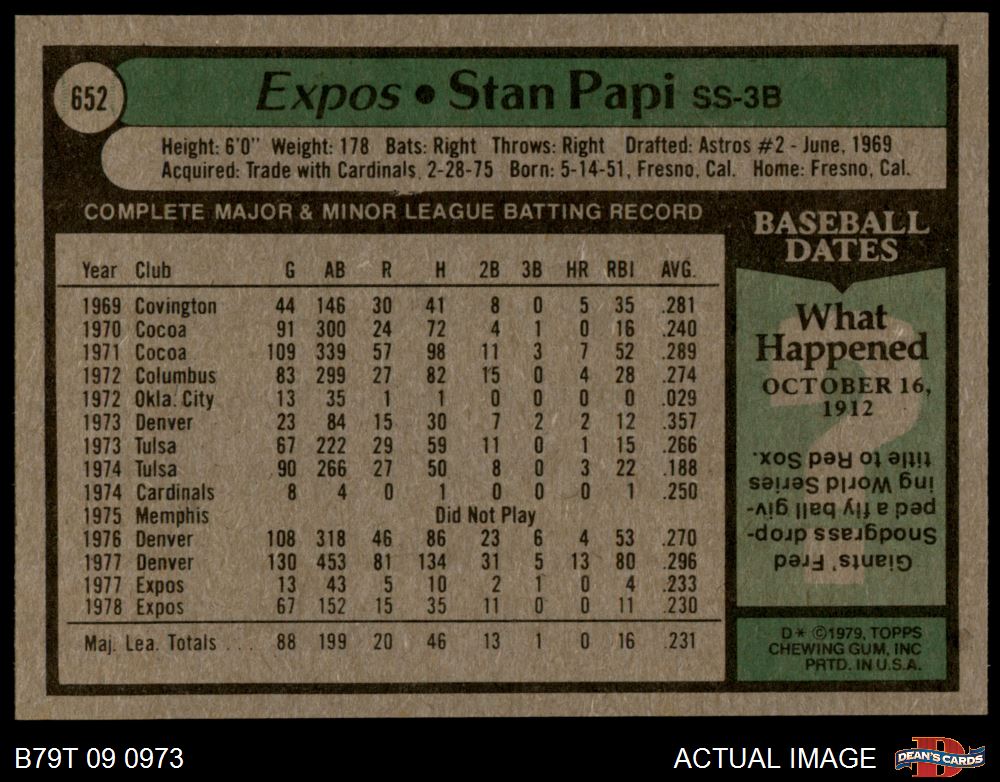 652
Expos • Stan Papi SS-3B
Height: 6'0" Weight: 178 Bats: Right Throws: Right Drafted: Astros #2 - June, 1969
Acquired: Trade with Cardinals, 2-28-75 Born: 5-14-51, Fresno, Cal. Home: Fresno, Cal.
COMPLETE MAJOR & MINOR LEAGUE BATTING RECORD
Year Club G AB R H 2B 3B HR RBI AVG.
1969 Covington 44 146 30 41 8 0 5 35 .281
1970 Cocoa 91 300 24 72 4 1 0 16 .240
1971 Cocoa 109 339 57 98 11 3 7 52 .289
1972 Columbus 83 299 27 82 15 0 4 28 .274
1972 Okla. City 13 35 1 1 0 0 0 0 .029
1973 Denver 23 84 15 30 7 2 2 12 .357
1973 Tulsa 67 222 29 59 11 0 1 15 .266
1974 Tulsa 90 266 27 50 8 0 3 22 .188
1974 Cardinals 8 4 0 1 0 0 0 1 .250
1975 Memphis Did Not Play
1976 Denver 108 318 46 86 23 6 4 53 .270
1977 Denver 130 453 81 134 31 5 13 80 .296
1977 Expos 13 43 5 10 2 1 0 4 .233
1978 Expos 67 152 15 35 11 0 0 11 .230
Maj. Lea. Totals . . . 88 199 20 46 13 1 0 16 .231
BASEBALL
DATES
What
Happened
OCTOBER 16,
1912
Giants' Fred
Snodgrass drop-
ped a fly ball giv-
ing World Series
title to Red Sox.
D* ©1979, TOPPS
CHEWING GUM, INC
PRTD. IN U.S.A.
B79T 09 0973
ACTUAL IMAGE
D
DEAN'S CARDS